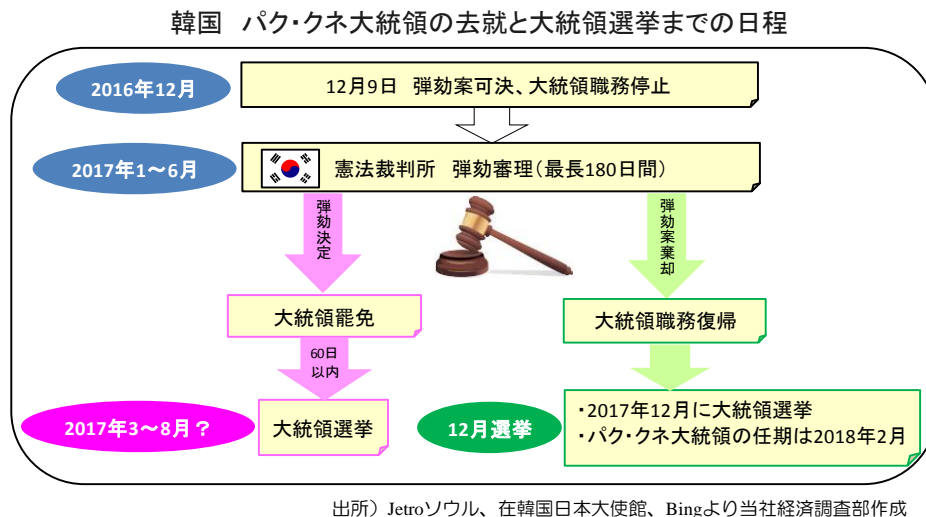 韓国　パク・クネ大統領の去就と大統領選挙までの日程
2016年12月
12月9日　弾劾案可決、大統領職務停止
2017年1～6月
憲法裁判所　弾劾審理（最長180日間）
弾劾決定
弾劾案棄却
大統領罷免
大統領職務復帰
60日
以内
2017年3～8月？
大統領選挙
12月選挙
・2017年12月に大統領選挙
・パク・クネ大統領の任期は2018年2月
出所）Jetroソウル、在韓国日本大使館、Bingより当社経済調査部作成